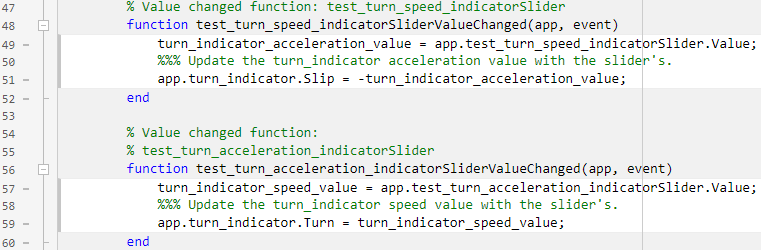 47 % Value changed function: test_turn_speed_indicatorSlider
48 function test_turn_speed_indicatorSliderValueChanged(app, event)
49 turn_indicator_acceleration_value = app.test_turn_speed_indicatorSlider.Value;
50 %%% Update the turn_indicator acceleration value with the slider's.
51 app.turn_indicator.Slip = -turn_indicator_acceleration_value;
52 end
53
54 % Value changed function:
55 % test_turn_acceleration_indicatorSlider
56 function test_turn_acceleration_indicatorSliderValueChanged(app, event)
57 turn_indicator_speed_value = app.test_turn_acceleration_indicatorSlider.Value;
58 %%% Update the turn_indicator speed value with the slider's.
59 app.turn_indicator.Turn = turn_indicator_speed_value;
60 end